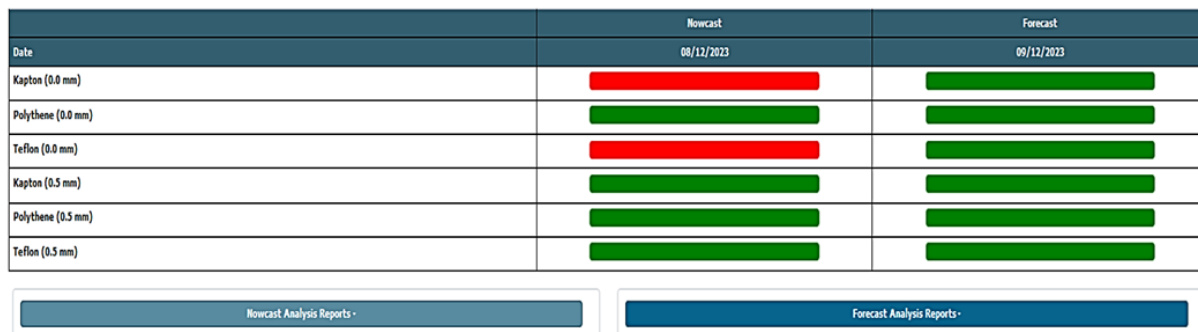 Nowcast Forecast
Date 08/12/2023 09/12/2023
Kapton (0.0 mm)
Polythene (0.0 mm)
Teflon (0.0 mm)
Kapton (0.5 mm)
Polythene (0.5 mm)
Teflon (0.5 mm)
Nowcast Analysis Reports - Forecast Analysis Reports -